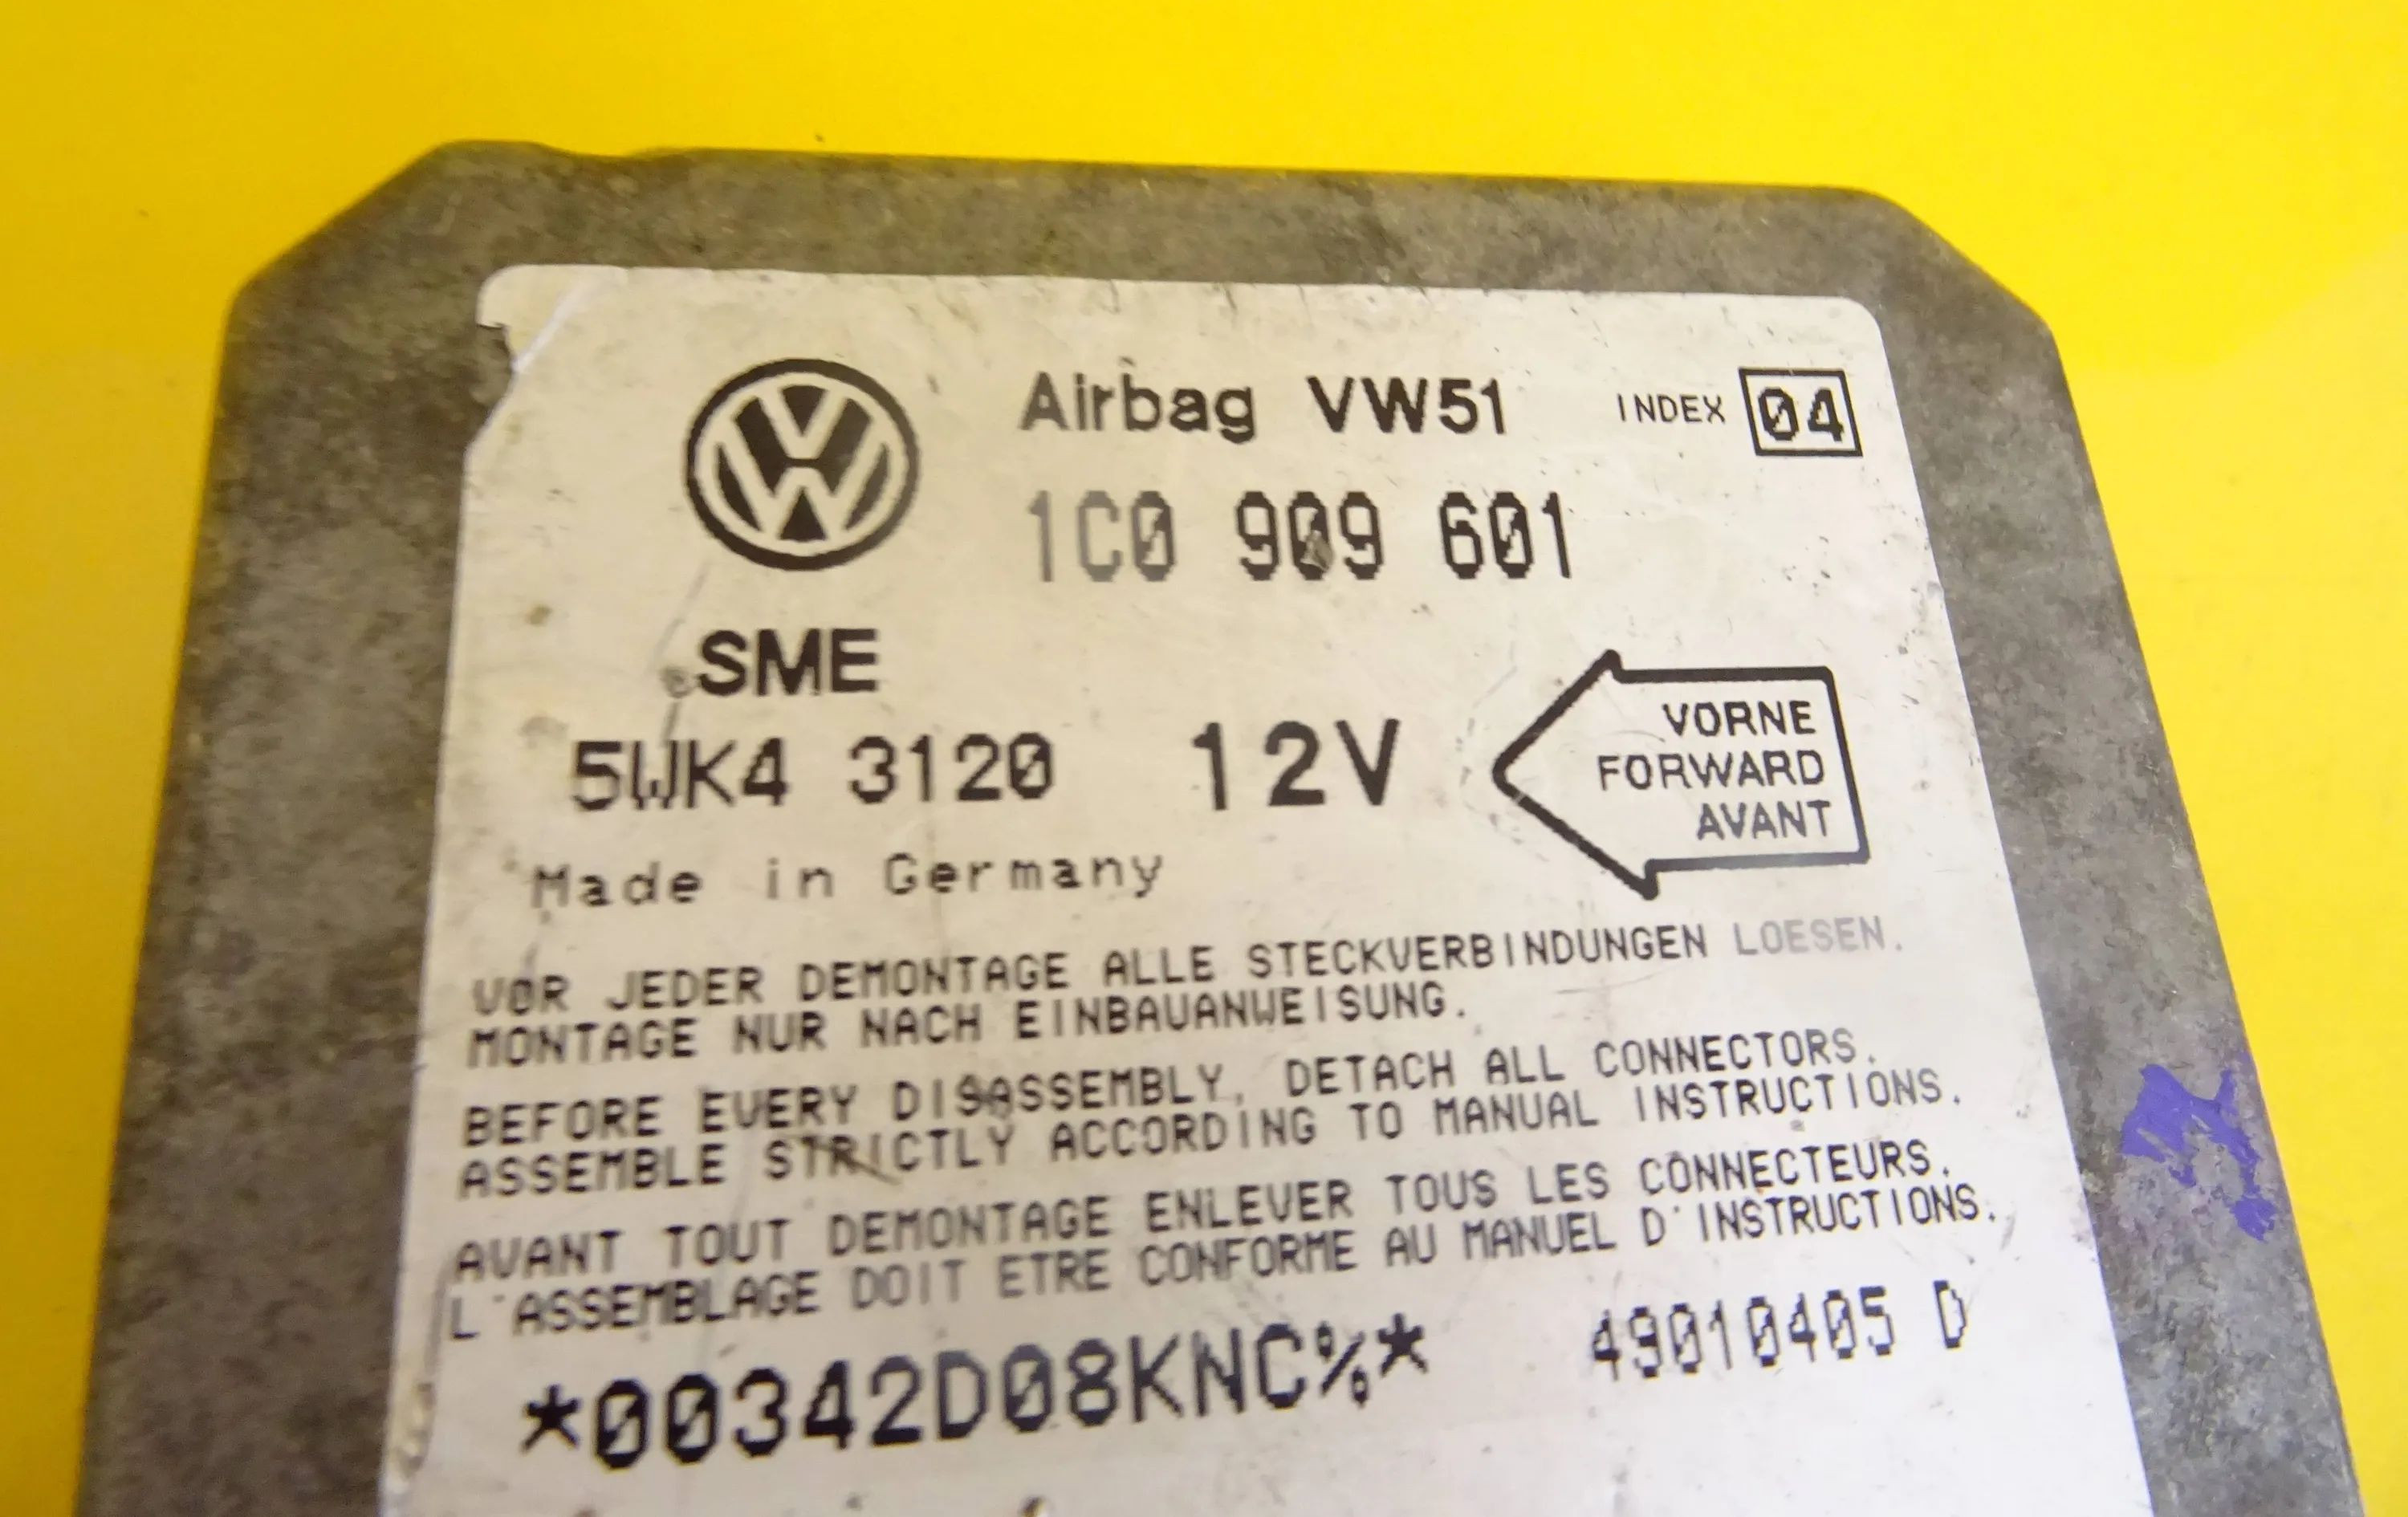 Airbag VW51 INDEX 04
1C0 909 601
SME
5WK4 3120 12V
VORNE
FORWARD
AVANT
Made in Germany
VOR JEDER DEMONTAGE ALLE STECKVERBINDUNGEN LOESEN.
MONTAGE NUR NACH EINBAUANWEISUNG.
BEFORE EVERY DISASSEMBLY, DETACH ALL CONNECTORS.
ASSEMBLE STRICTLY ACCORDING TO MANUAL INSTRUCTIONS.
AVANT TOUT DEMONTAGE ENLEVER TOUS LES CONNECTEURS.
L'ASSEMBLAGE DOIT ETRE CONFORME AU MANUEL D'INSTRUCTIONS.
*00342D08KNC%* 49010405 D